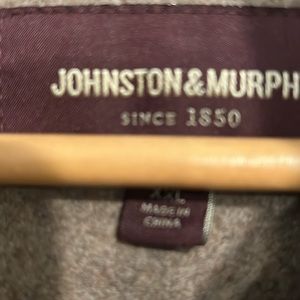 JOHNSTON&MURPH
SINCE 1850
XXL
MADE IN
CHINA